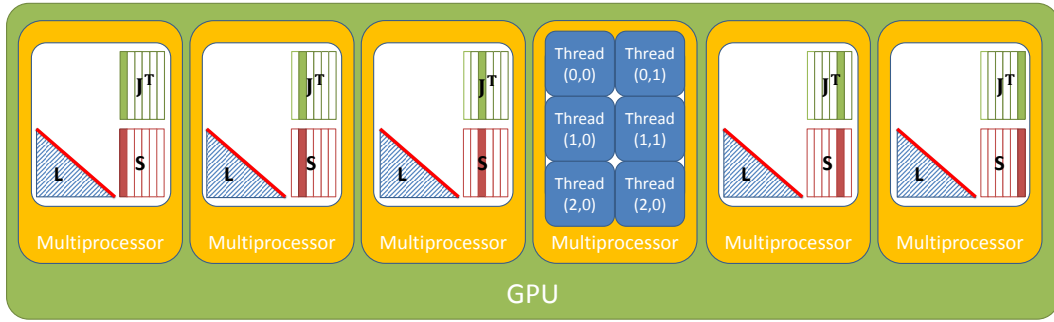 J^T
S
L
Multiprocessor
J^T
S
L
Multiprocessor
J^T
S
L
Multiprocessor
Thread
(0,0)
Thread
(0,1)
Thread
(1,0)
Thread
(1,1)
Thread
(2,0)
Thread
(2,0)
Multiprocessor
J^T
S
L
Multiprocessor
J^T
S
L
Multiprocessor
GPU